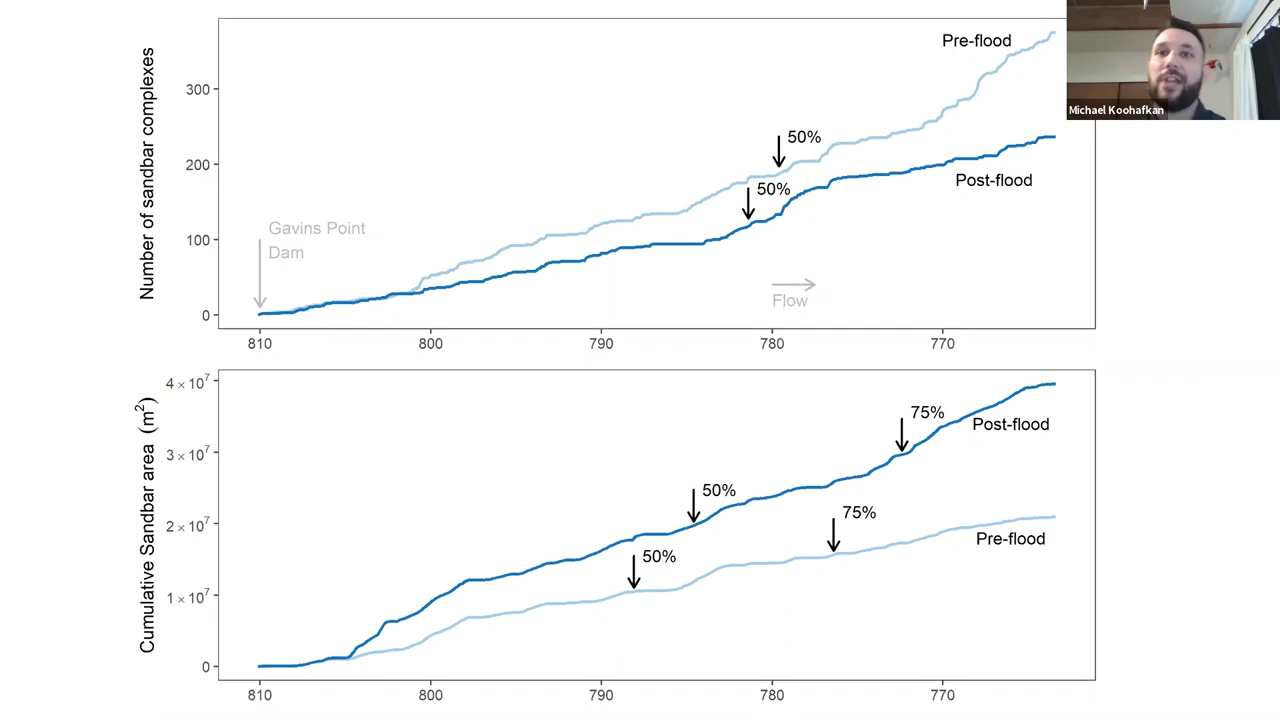 Number of sandbar complexes
300
200
100
0
Pre-flood
50%
50%
Post-flood
Gavins Point
Dam
Flow
810
800
790
780
770
Michael Koohafkan
Cumulative Sandbar area (m²)
4 × 10⁷
3 × 10⁷
2 × 10⁷
1 × 10⁷
0
75%
Post-flood
50%
75%
50%
Pre-flood
810
800
790
780
770